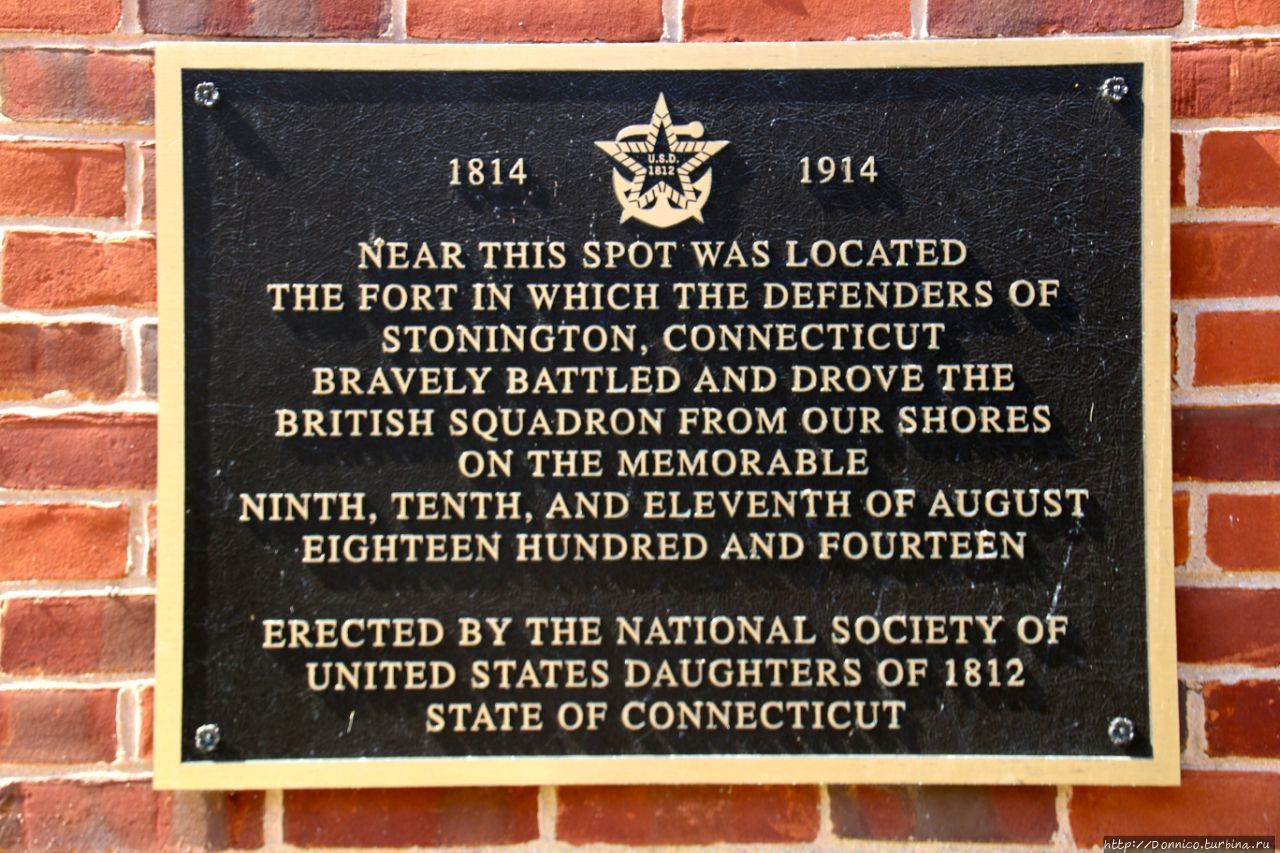 1814 U.S.D. 1812 1914
NEAR THIS SPOT WAS LOCATED
THE FORT IN WHICH THE DEFENDERS OF
STONINGTON, CONNECTICUT
BRAVELY BATTLED AND DROVE THE
BRITISH SQUADRON FROM OUR SHORES
ON THE MEMORABLE
NINTH, TENTH, AND ELEVENTH OF AUGUST
EIGHTEEN HUNDRED AND FOURTEEN
ERECTED BY THE NATIONAL SOCIETY OF
UNITED STATES DAUGHTERS OF 1812
STATE OF CONNECTICUT
http://Donnico.turbina.ru